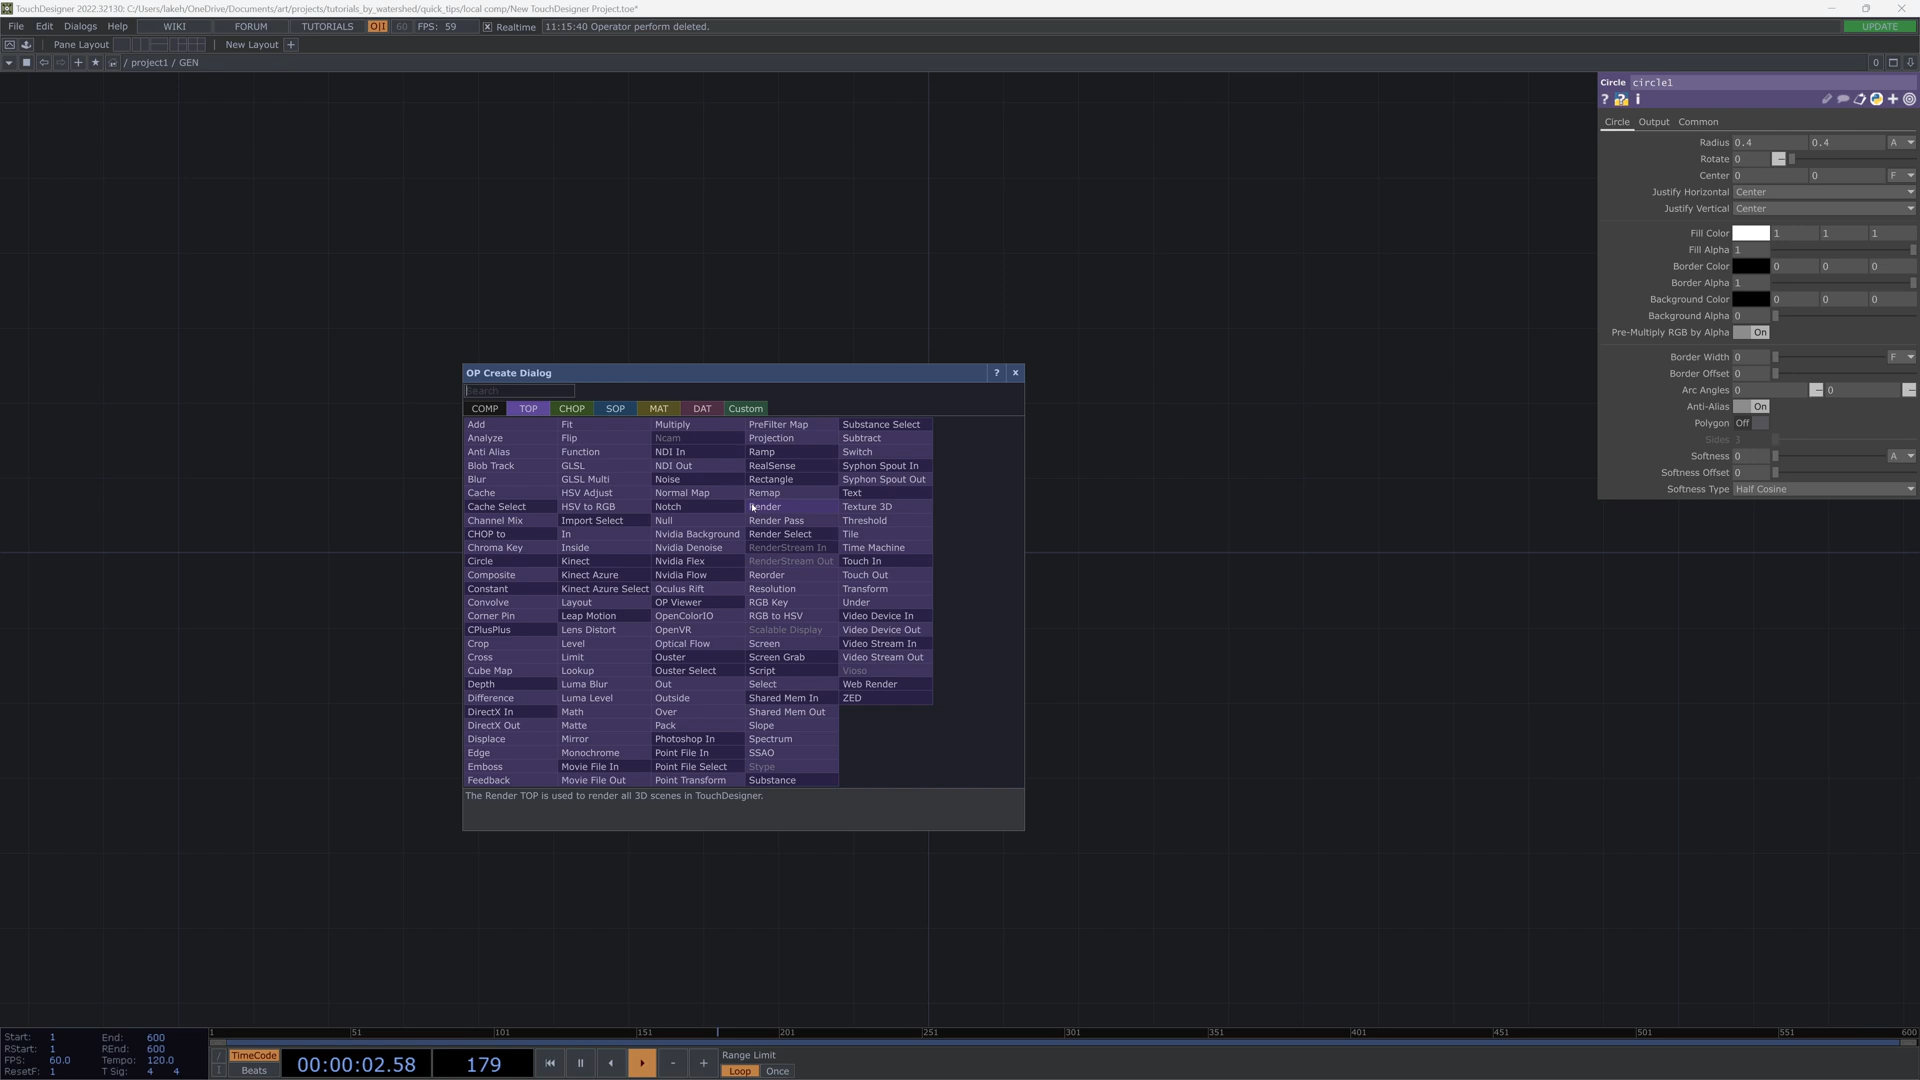 TouchDesigner 2022.32130: C:/Users/lakeh/OneDrive/Documents/art/projects/tutorials_by_watershed/quick_tips/local comp/New TouchDesigner Project.toe*
File Edit Dialogs Help WIKI FORUM TUTORIALS O|I 60 FPS: 59 Realtime 11:15:40 Operator perform deleted. UPDATE
Pane Layout New Layout +
/ project1 / GEN 0
Circle circle1
Circle Output Common
Radius 0.4 0.4 A
Rotate 0
Center 0 0 F
Justify Horizontal Center
Justify Vertical Center
Fill Color 1 1 1
Fill Alpha 1
Border Color 0 0 0
Border Alpha 1
Background Color 0 0 0
Background Alpha 0
Pre-Multiply RGB by Alpha On
Border Width 0 F
Border Offset 0
Arc Angles 0 0
Anti-Alias On
Polygon Off
Sides 3
Softness 0 A
Softness Offset 0
Softness Type Half Cosine
OP Create Dialog ? x
Search
COMP TOP CHOP SOP MAT DAT Custom
Add Fit Multiply PreFilter Map Substance Select
Analyze Flip Ncam Projection Subtract
Anti Alias Function NDI In Ramp Switch
Blob Track GLSL NDI Out RealSense Syphon Spout In
Blur GLSL Multi Noise Rectangle Syphon Spout Out
Cache HSV Adjust Normal Map Remap Text
Cache Select HSV to RGB Notch Render Texture 3D
Channel Mix Import Select Null Render Pass Threshold
CHOP to In Nvidia Background Render Select Tile
Chroma Key Inside Nvidia Denoise RenderStream In Time Machine
Circle Kinect Nvidia Flex RenderStream Out Touch In
Composite Kinect Azure Nvidia Flow Reorder Touch Out
Constant Kinect Azure Select Oculus Rift Resolution Transform
Convolve Layout OP Viewer RGB Key Under
Corner Pin Leap Motion OpenColorIO RGB to HSV Video Device In
CPlusPlus Lens Distort OpenVR Scalable Display Video Device Out
Crop Level Optical Flow Screen Video Stream In
Cross Limit Ouster Screen Grab Video Stream Out
Cube Map Lookup Ouster Select Script Vioso
Depth Luma Blur Out Select Web Render
Difference Luma Level Outside Shared Mem In ZED
DirectX In Math Over Shared Mem Out
DirectX Out Matte Pack Slope
Displace Mirror Photoshop In Spectrum
Edge Monochrome Point File In SSAO
Emboss Movie File In Point File Select Stype
Feedback Movie File Out Point Transform Substance
The Render TOP is used to render all 3D scenes in TouchDesigner.
1 51 101 151 201 251 301 351 401 451 501 551 600
Start: 1 End: 600
RStart: 1 REnd: 600
FPS: 60.0 Tempo: 120.0
ResetF: 1 T Sig: 4 4
TimeCode
Beats
00:00:02.58 179
- +
Range Limit
Loop Once